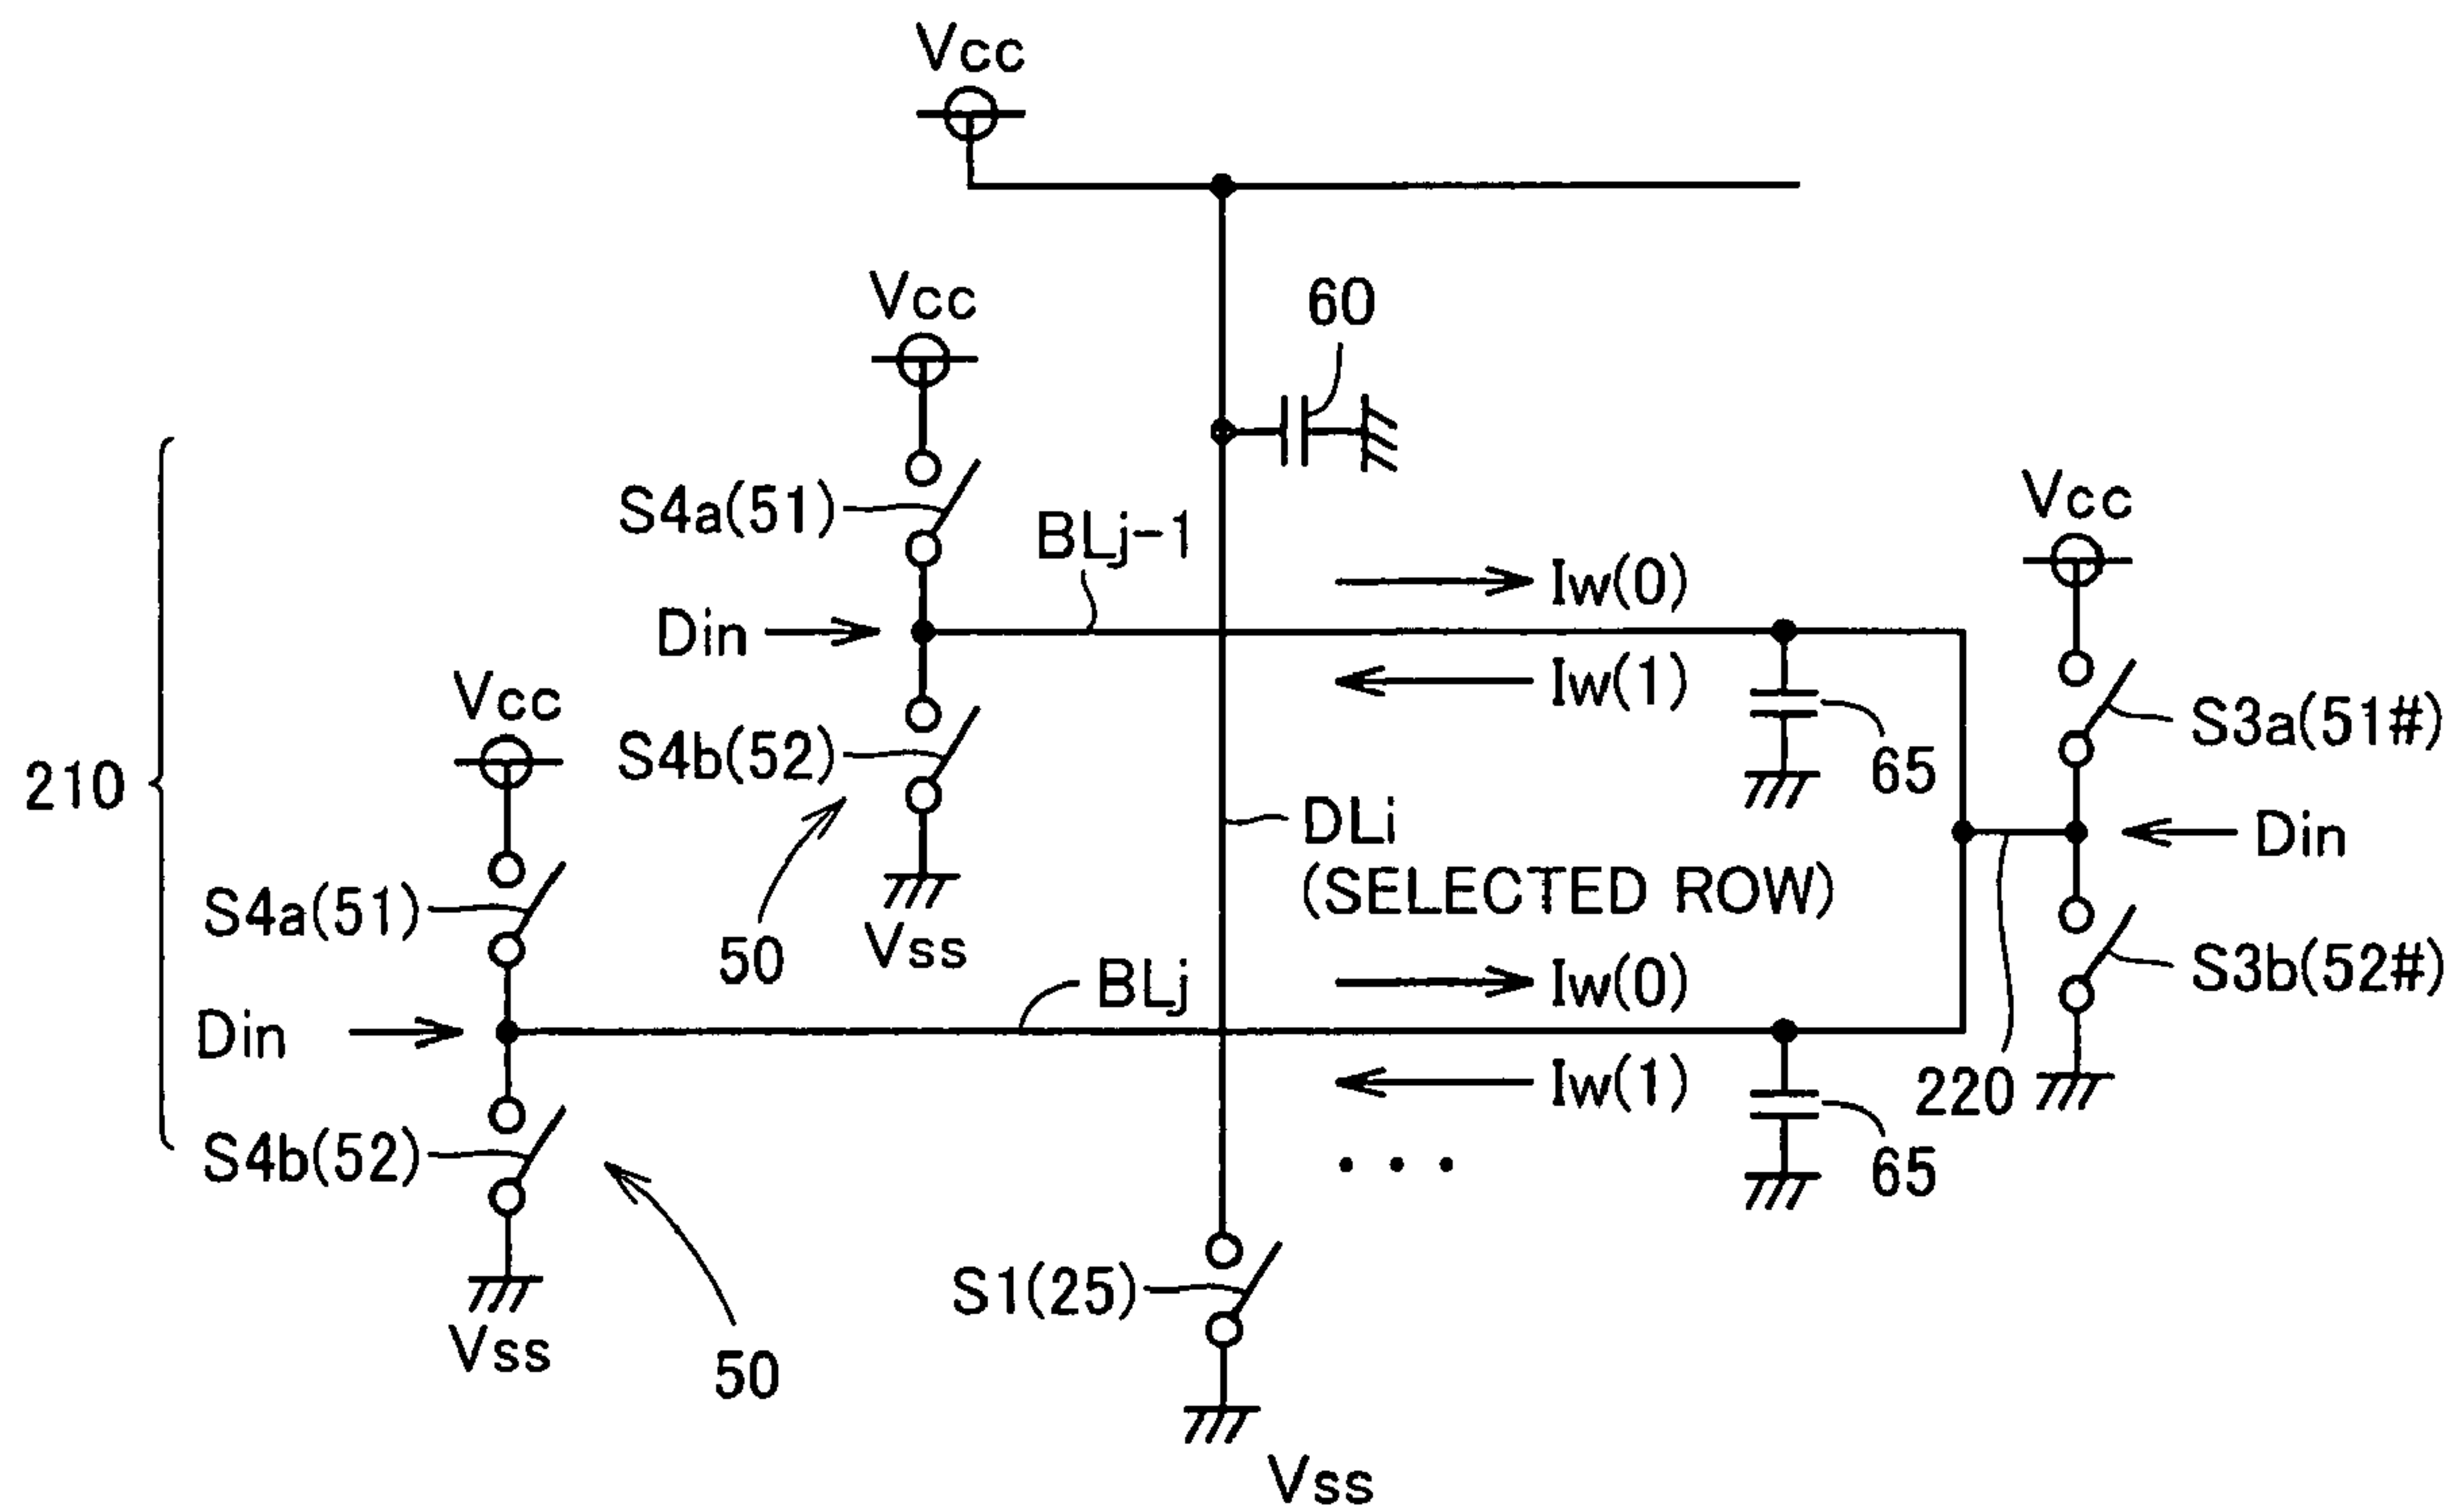 Vcc
Vcc
60
S4a(51)
BLj-1
Vcc
Iw(0)
Din
Vcc
Iw(1)
S3a(51#)
S4b(52)
65
210
DLi
Din
(SELECTED ROW)
S4a(51)
50
Vss
BLj
Iw(0)
S3b(52#)
Din
Iw(1)
220
S4b(52)
65
• • •
S1(25)
Vss
50
Vss